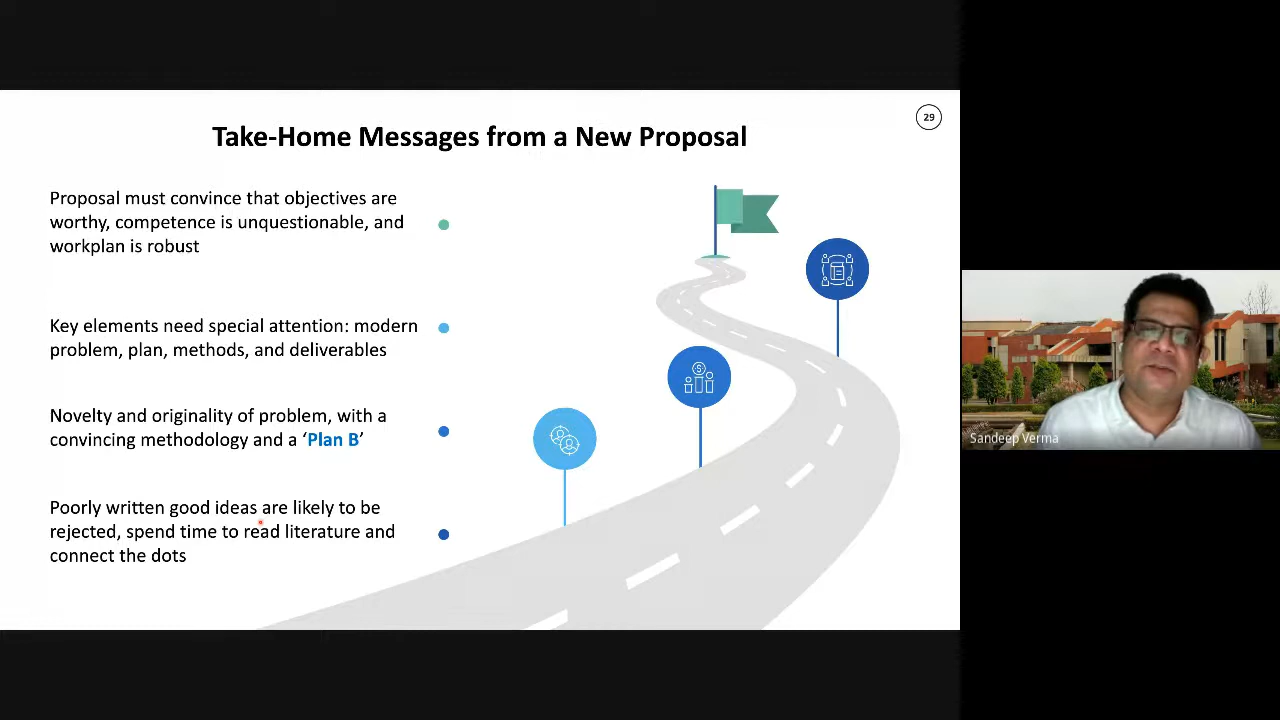 29
Take-Home Messages from a New Proposal
Proposal must convince that objectives are
worthy, competence is unquestionable, and
workplan is robust
Key elements need special attention: modern
problem, plan, methods, and deliverables
Novelty and originality of problem, with a
convincing methodology and a ‘Plan B’
Poorly written good ideas are likely to be
rejected, spend time to read literature and
connect the dots
$
Sandeep Verma